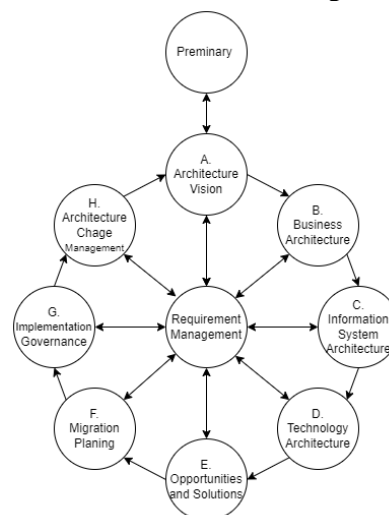 Preminary
A.
Architecture
Vision
H.
Architecture
Chage
Management
B.
Business
Architecture
G.
Implementation
Governance
Requirement
Management
C.
Information
System
Architecture
F.
Migration
Planing
D.
Technology
Architecture
E.
Opportunities
and Solutions